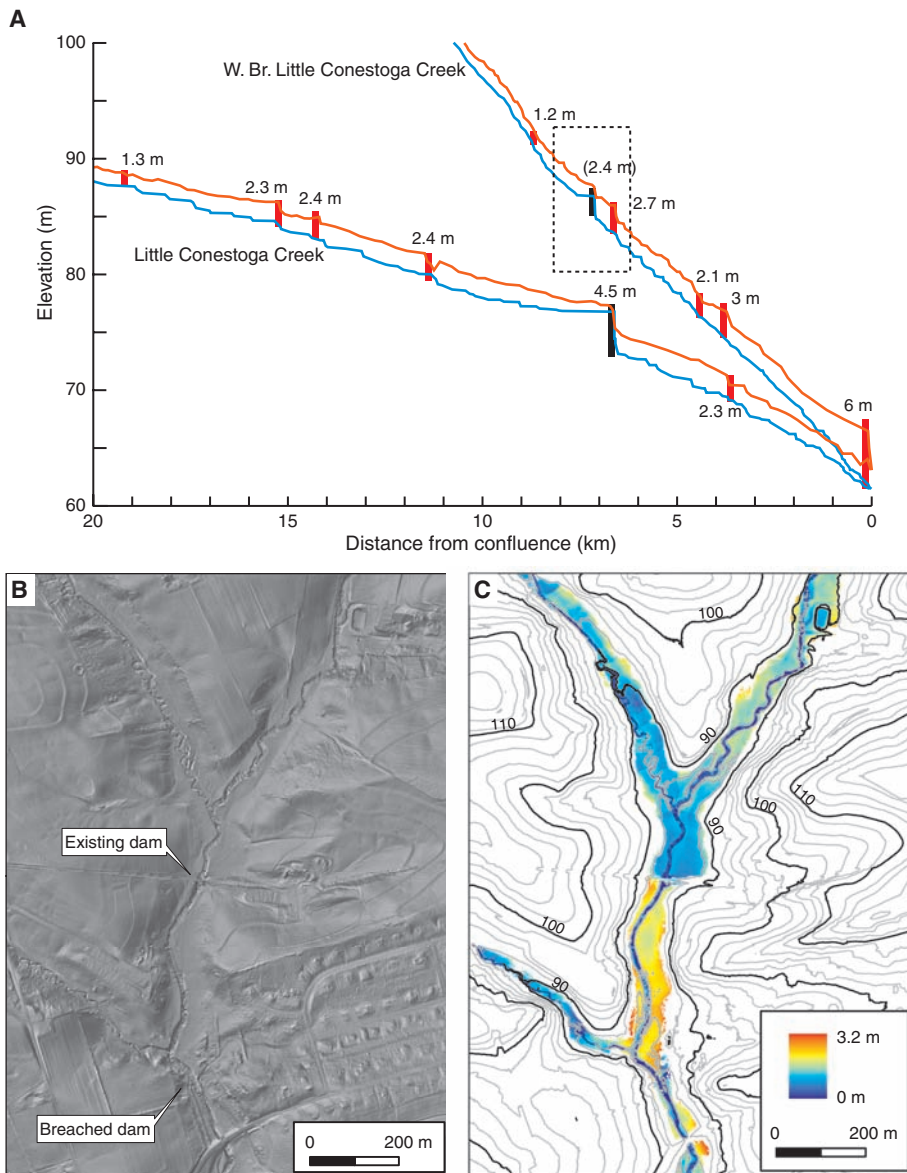 A
100
90
80
70
60
Elevation (m)
W. Br. Little Conestoga Creek
Little Conestoga Creek
1.3 m
2.3 m
2.4 m
2.4 m
4.5 m
2.3 m
1.2 m
(2.4 m)
2.7 m
2.1 m
3 m
6 m
20
15
10
5
0
Distance from confluence (km)
B
Existing dam
Breached dam
0
200 m
C
100
110
90
100
110
90
100
90
3.2 m
0 m
0
200 m